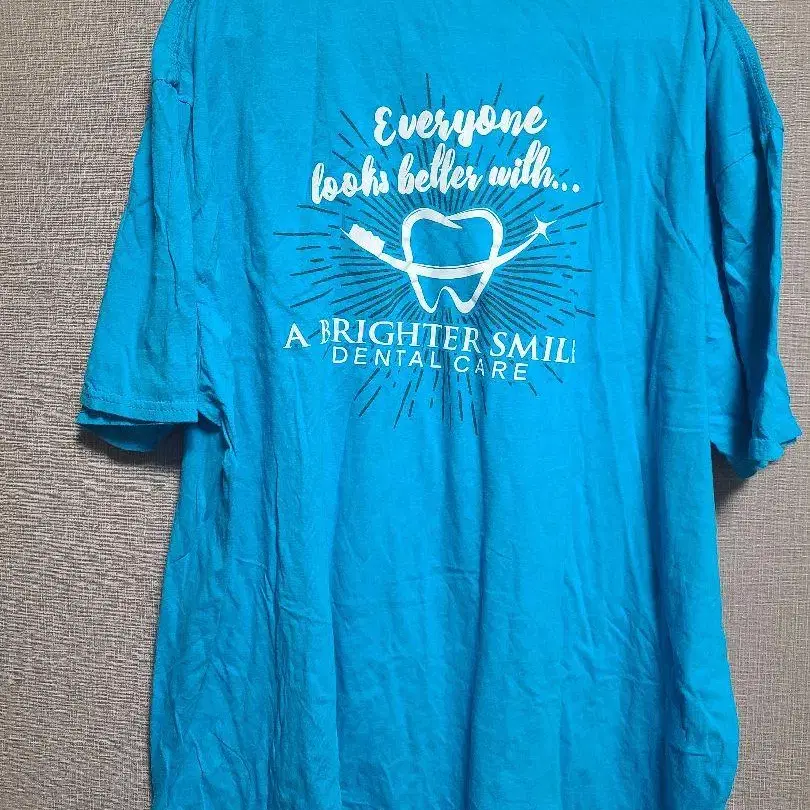 Everyone
looks better with...
A BRIGHTER SMILE
DENTAL CARE